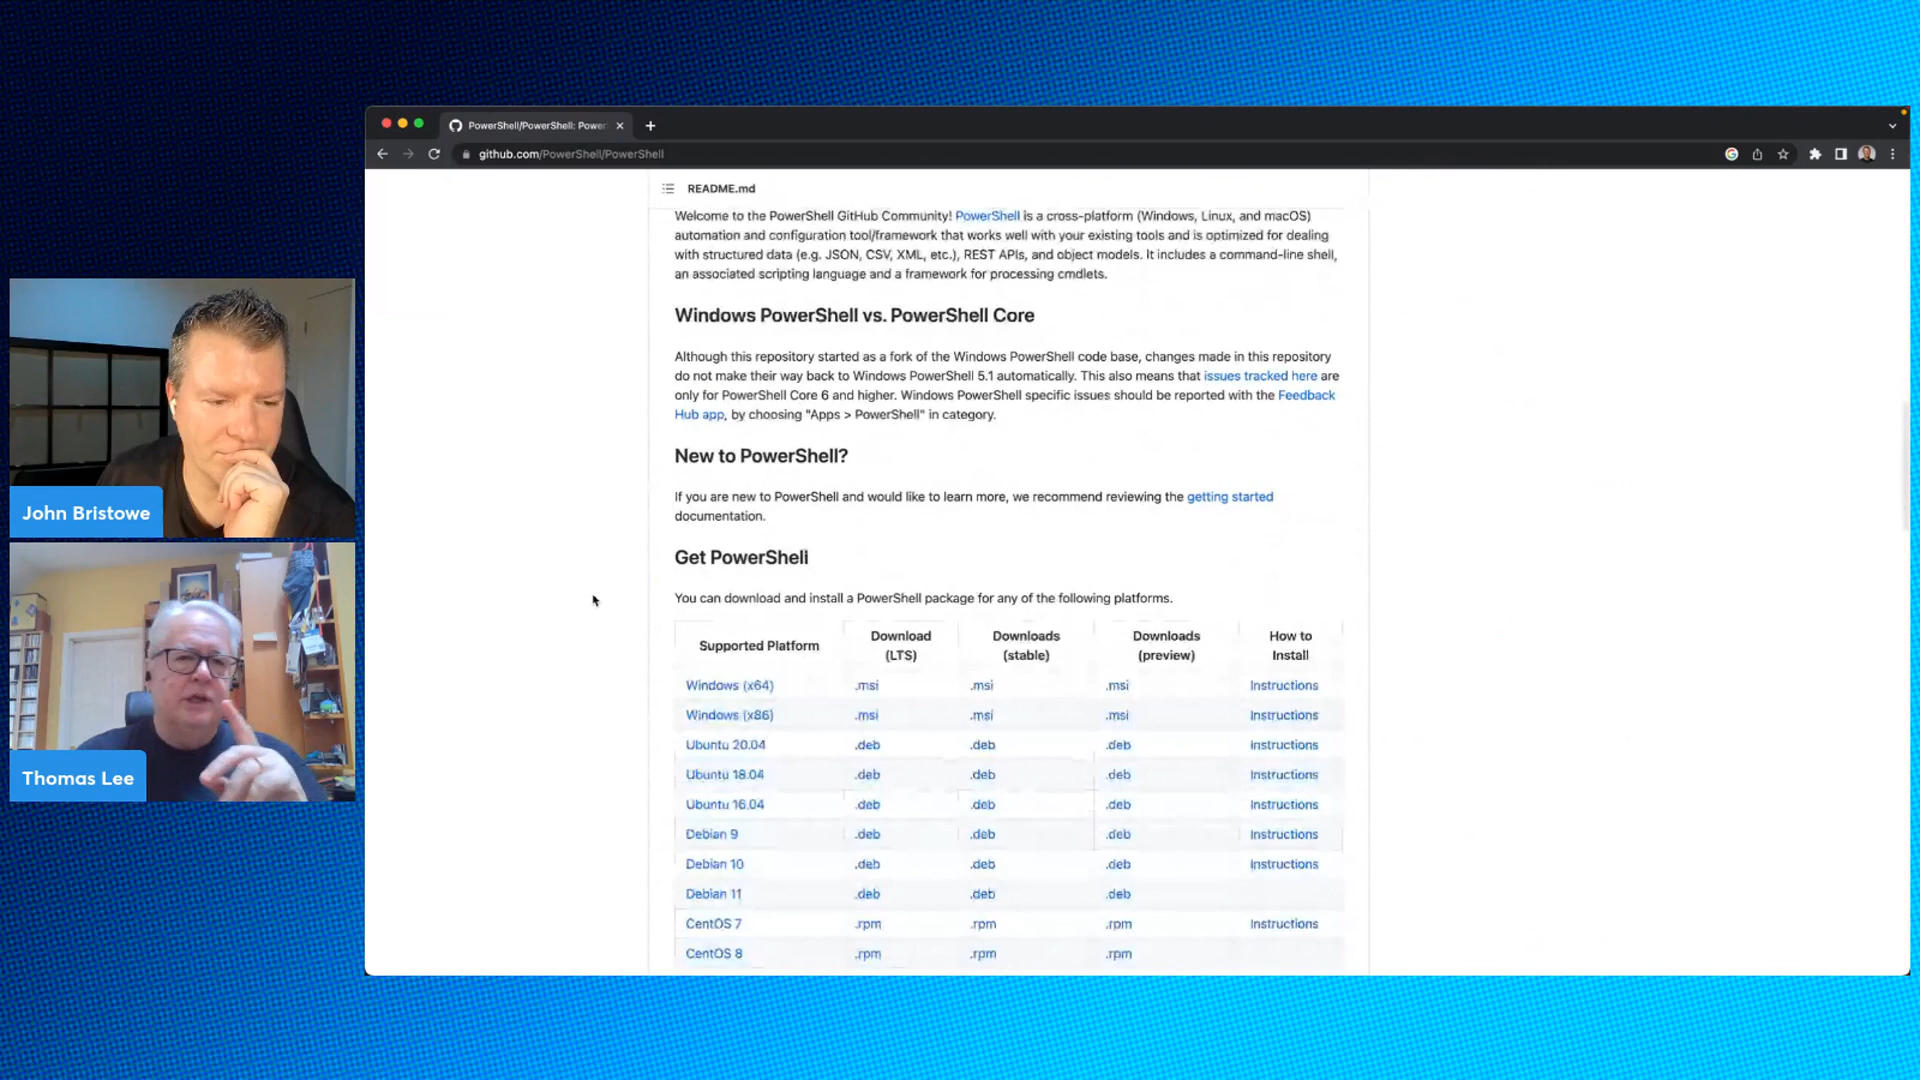 PowerShell/PowerShell: Power
github.com/PowerShell/PowerShell
README.md
Welcome to the PowerShell GitHub Community! PowerShell is a cross-platform (Windows, Linux, and macOS)
automation and configuration tool/framework that works well with your existing tools and is optimized for dealing
with structured data (e.g. JSON, CSV, XML, etc.), REST APIs, and object models. It includes a command-line shell,
an associated scripting language and a framework for processing cmdlets.
Windows PowerShell vs. PowerShell Core
Although this repository started as a fork of the Windows PowerShell code base, changes made in this repository
do not make their way back to Windows PowerShell 5.1 automatically. This also means that issues tracked here are
only for PowerShell Core 6 and higher. Windows PowerShell specific issues should be reported with the Feedback
Hub app, by choosing "Apps > PowerShell" in category.
New to PowerShell?
If you are new to PowerShell and would like to learn more, we recommend reviewing the getting started
documentation.
Get PowerShell
You can download and install a PowerShell package for any of the following platforms.
Supported Platform Download (LTS) Downloads (stable) Downloads (preview) How to Install
Windows (x64) .msi .msi .msi Instructions
Windows (x86) .msi .msi .msi Instructions
Ubuntu 20.04 .deb .deb .deb Instructions
Ubuntu 18.04 .deb .deb .deb Instructions
Ubuntu 16.04 .deb .deb .deb Instructions
Debian 9 .deb .deb .deb Instructions
Debian 10 .deb .deb .deb Instructions
Debian 11 .deb .deb .deb
CentOS 7 .rpm .rpm .rpm Instructions
CentOS 8 .rpm .rpm .rpm
John Bristowe
Thomas Lee